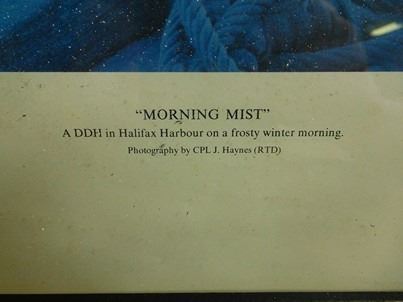 "MORNING MIST"
A DDH in Halifax Harbour on a frosty winter morning.
Photography by CPL J. Haynes (RTD)